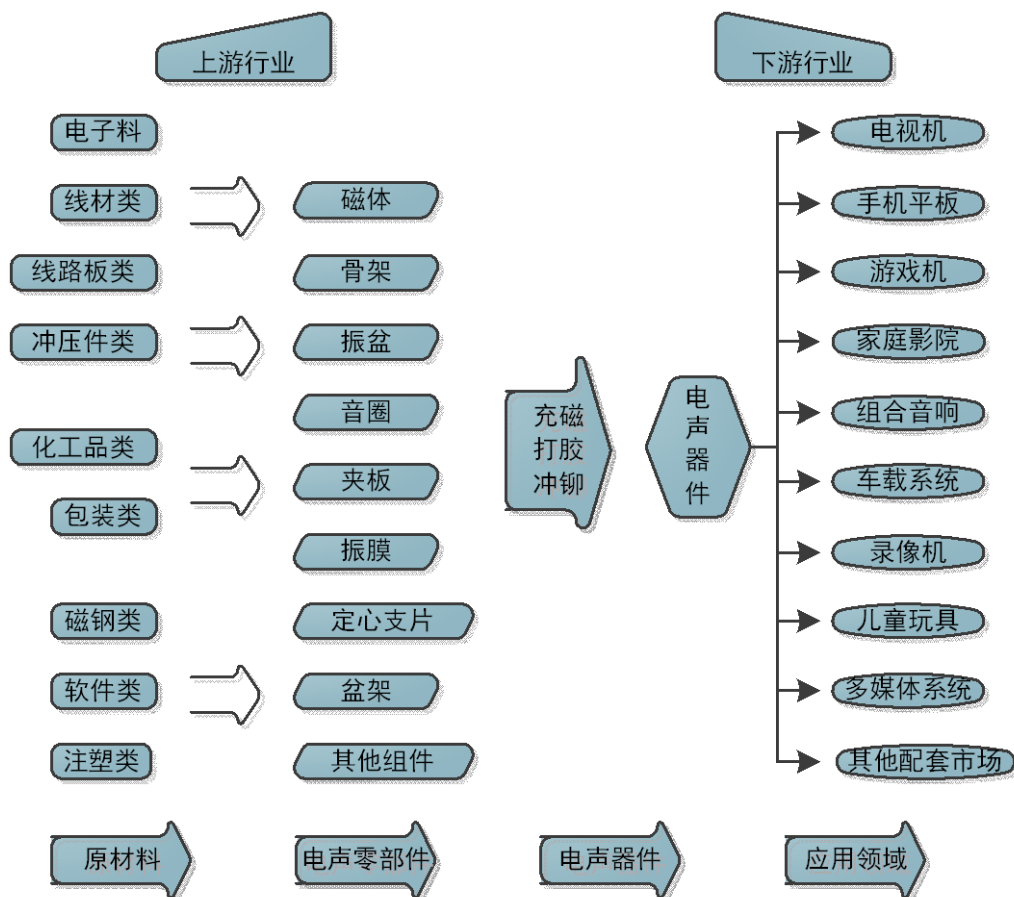 上游行业
下游行业
电子料
线材类
线路板类
冲压件类
化工品类
包装类
磁钢类
软件类
注塑类
磁体
骨架
振盆
音圈
夹板
振膜
定心支片
盆架
其他组件
充磁
打胶
冲铆
电
声
器
件
电视机
手机平板
游戏机
家庭影院
组合音响
车载系统
录像机
儿童玩具
多媒体系统
其他配套市场
原材料
电声零部件
电声器件
应用领域